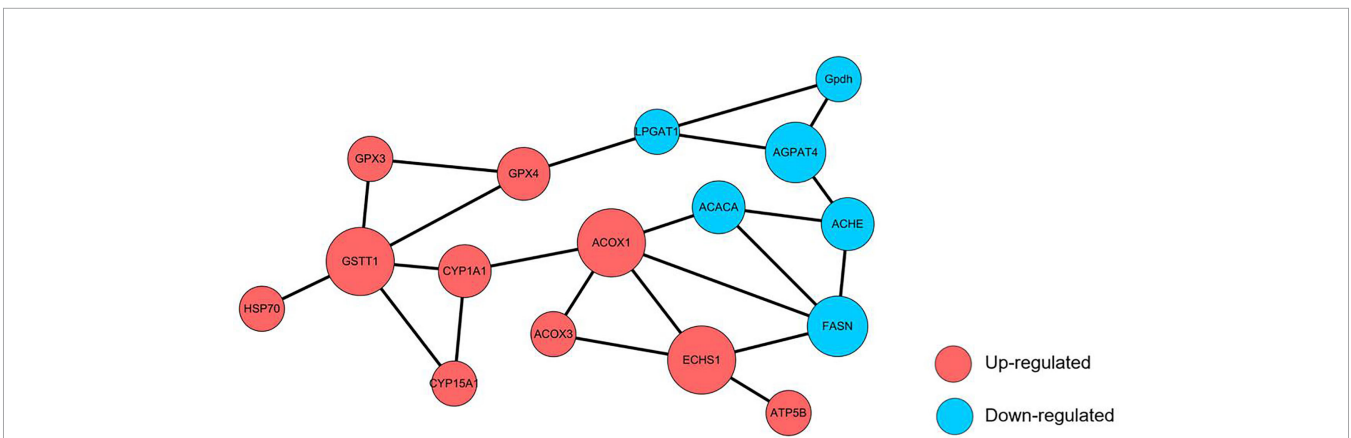 Gpdh
LPGAT1
AGPAT4
GPX3
GPX4
ACACA
ACHE
ACOX1
GSTT1
CYP1A1
HSP70
FASN
ACOX3
ECHS1
CYP15A1
ATP5B
Up-regulated
Down-regulated